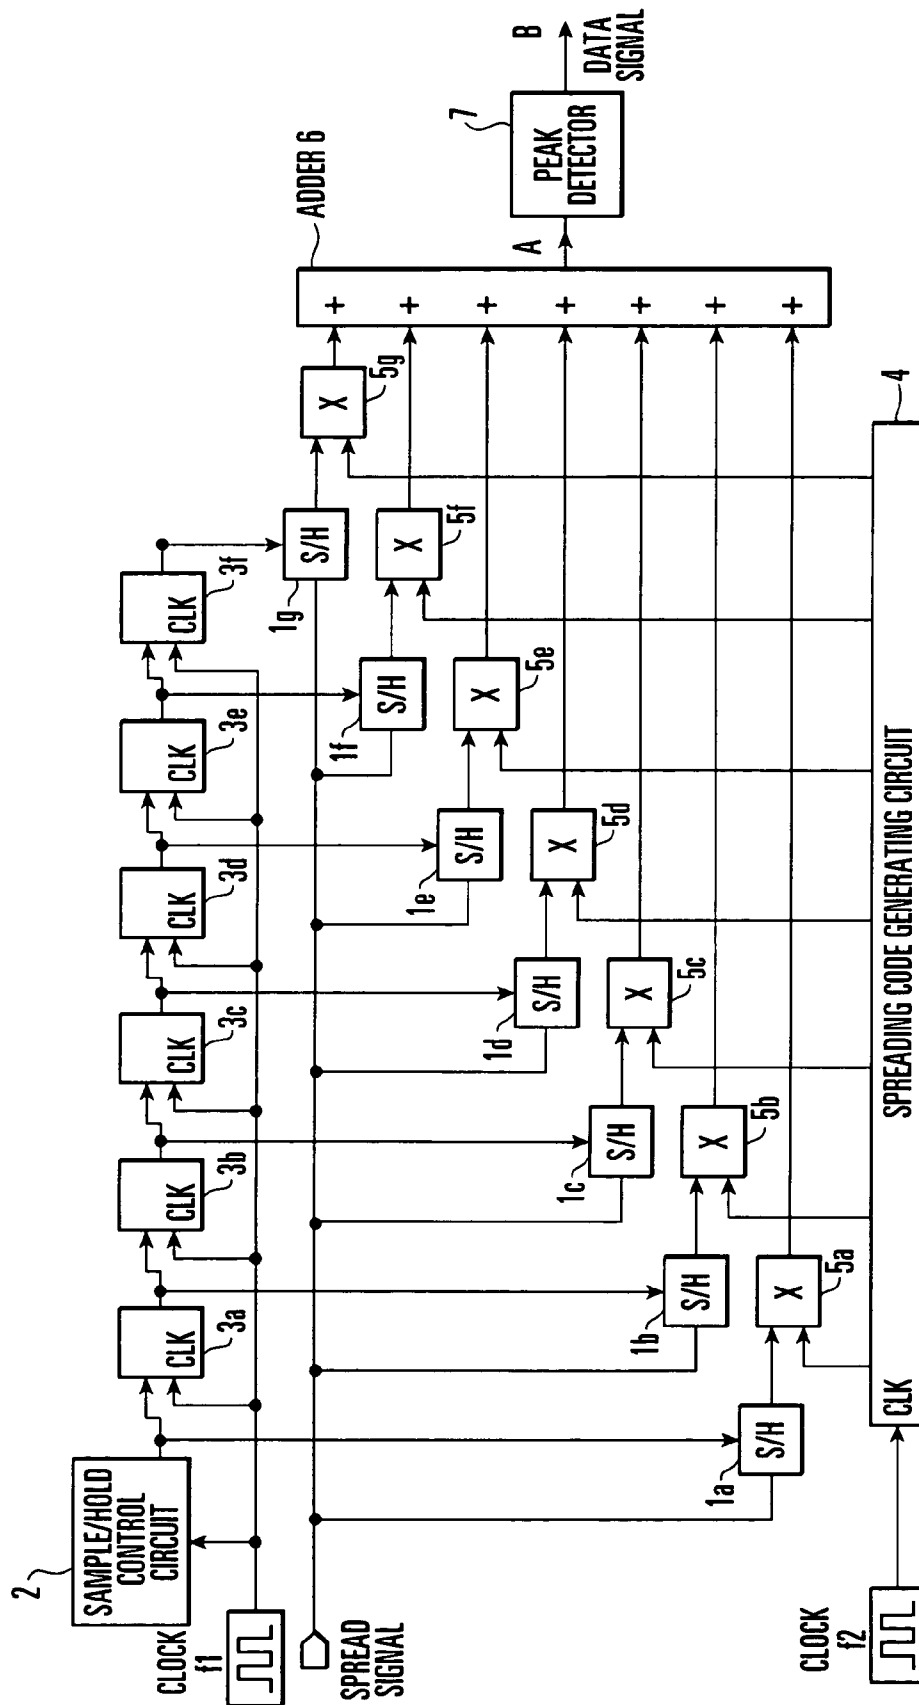 2
SAMPLE/HOLD
CONTROL
CIRCUIT
CLOCK
f1
SPREAD
SIGNAL
CLK
3a
CLK
3b
CLK
3c
CLK
3d
CLK
3e
CLK
3f
S/H
1a
S/H
1b
S/H
1c
S/H
1d
S/H
1e
S/H
1f
S/H
1g
X
5a
X
5b
X
5c
X
5d
X
5e
X
5f
X
5g
ADDER 6
+
+
+
+
+
+
+
A
7
PEAK
DETECTOR
B
DATA
SIGNAL
CLOCK
f2
CLK
SPREADING CODE GENERATING CIRCUIT
4